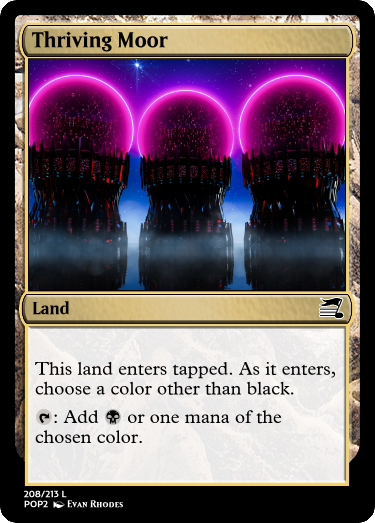 Thriving Moor
Land
This land enters tapped. As it enters,
choose a color other than black.
: Add or one mana of the
chosen color.
208/213 L
POP2 Evan Rhodes